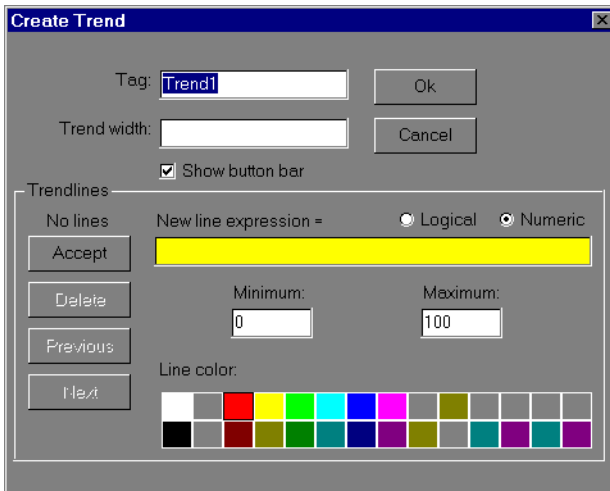 Create Trend
Tag: Trend1 Ok
Trend width: Cancel
Show button bar
Trendlines
No lines New line expression = Logical Numeric
Accept
Delete Minimum: Maximum:
0 100
Previous
Line color:
Next